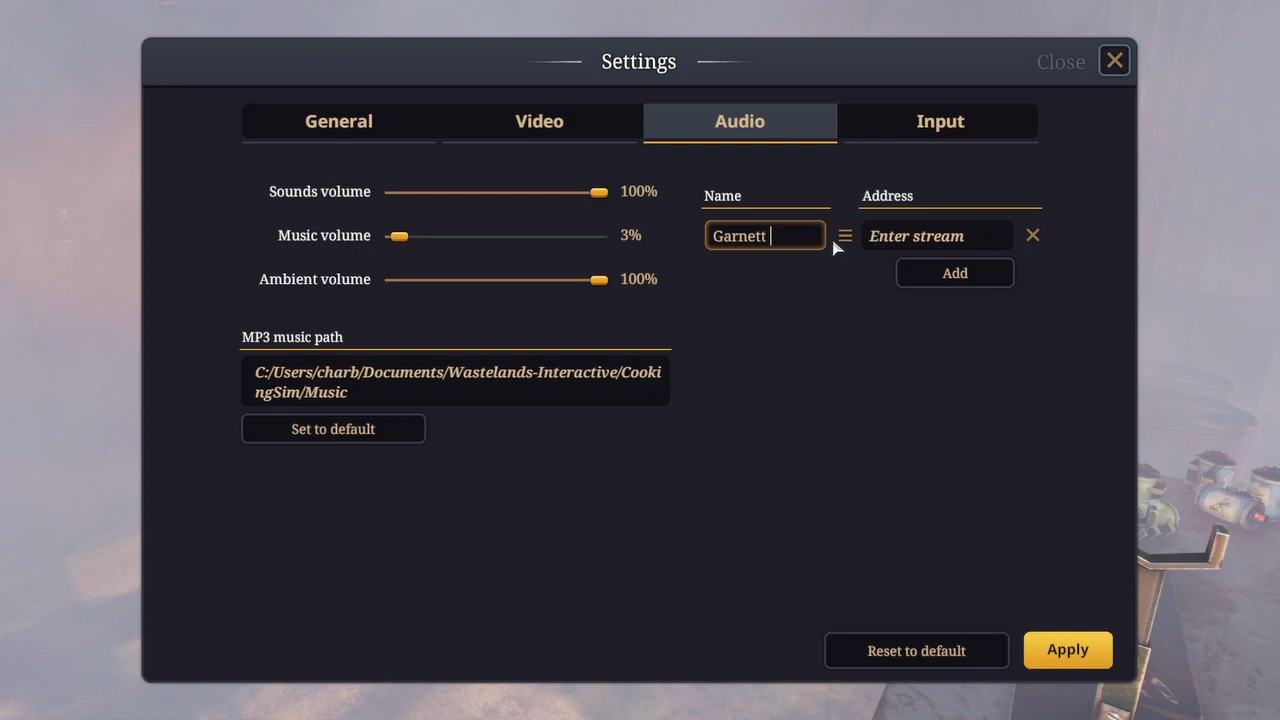 Settings
Close
General
Video
Audio
Input
Sounds volume
100%
Music volume
3%
Ambient volume
100%
Name
Address
Garnett
Enter stream
Add
MP3 music path
C:/Users/charb/Documents/Wastelands-Interactive/Cooki
ngSim/Music
Set to default
Reset to default
Apply